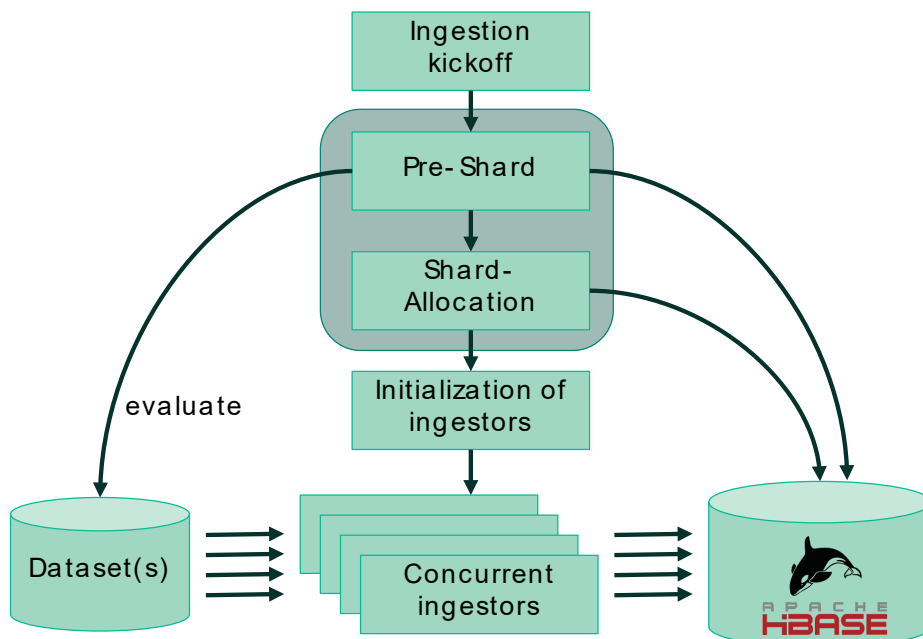 Ingestion
kickoff
Pre-Shard
Shard-
Allocation
Initialization of
ingestors
evaluate
Dataset(s)
Concurrent
ingestors
APACHE
HBASE